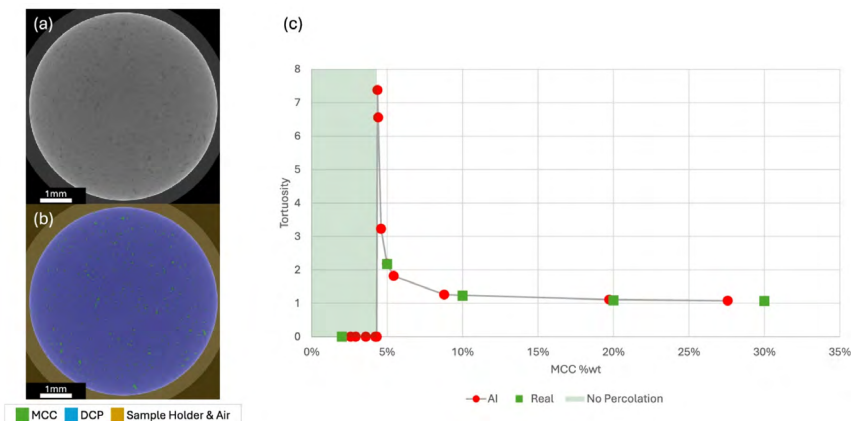 (a)
1mm
(b)
1mm
MCC DCP Sample Holder & Air
(c)
8
7
6
5
4
3
2
1
0
Tortuosity
0% 5% 10% 15% 20% 25% 30% 35%
MCC %wt
AI Real No Percolation